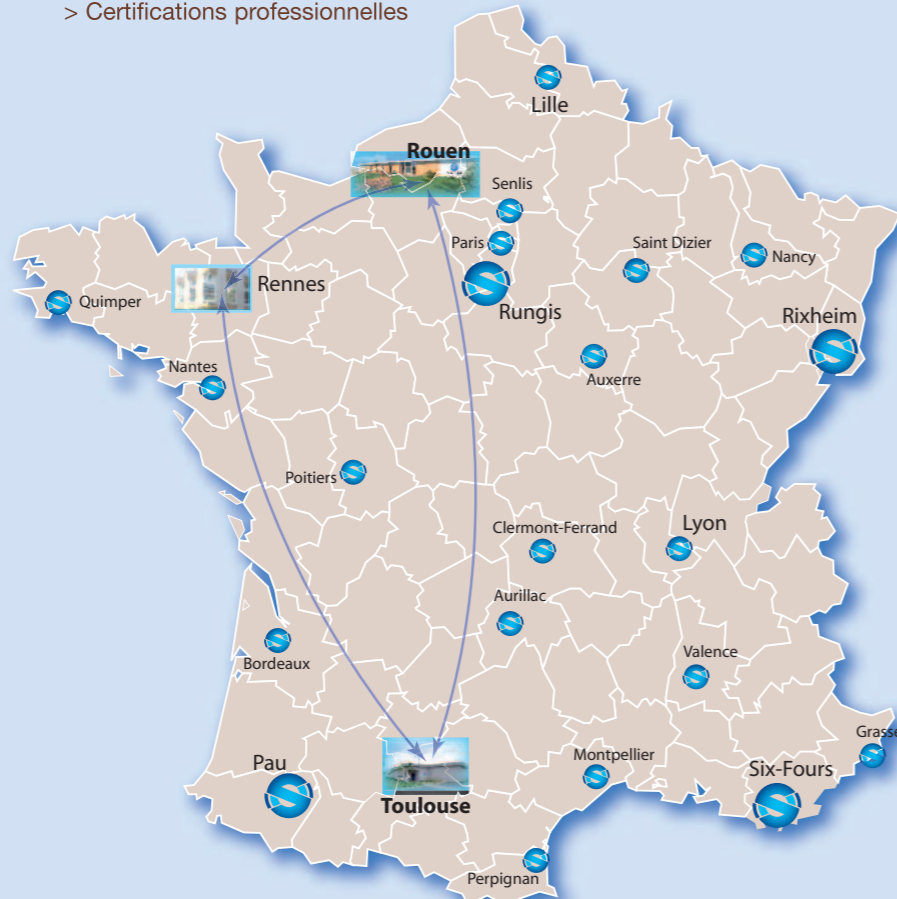 > Certifications professionnelles
Lille
Rouen
Senlis
Paris
Saint Dizier
Nancy
Rennes
Quimper
Rungis
Rixheim
Nantes
Auxerre
Poitiers
Clermont-Ferrand
Lyon
Aurillac
Bordeaux
Valence
Grasse
Pau
Montpellier
Six-Fours
Toulouse
Perpignan